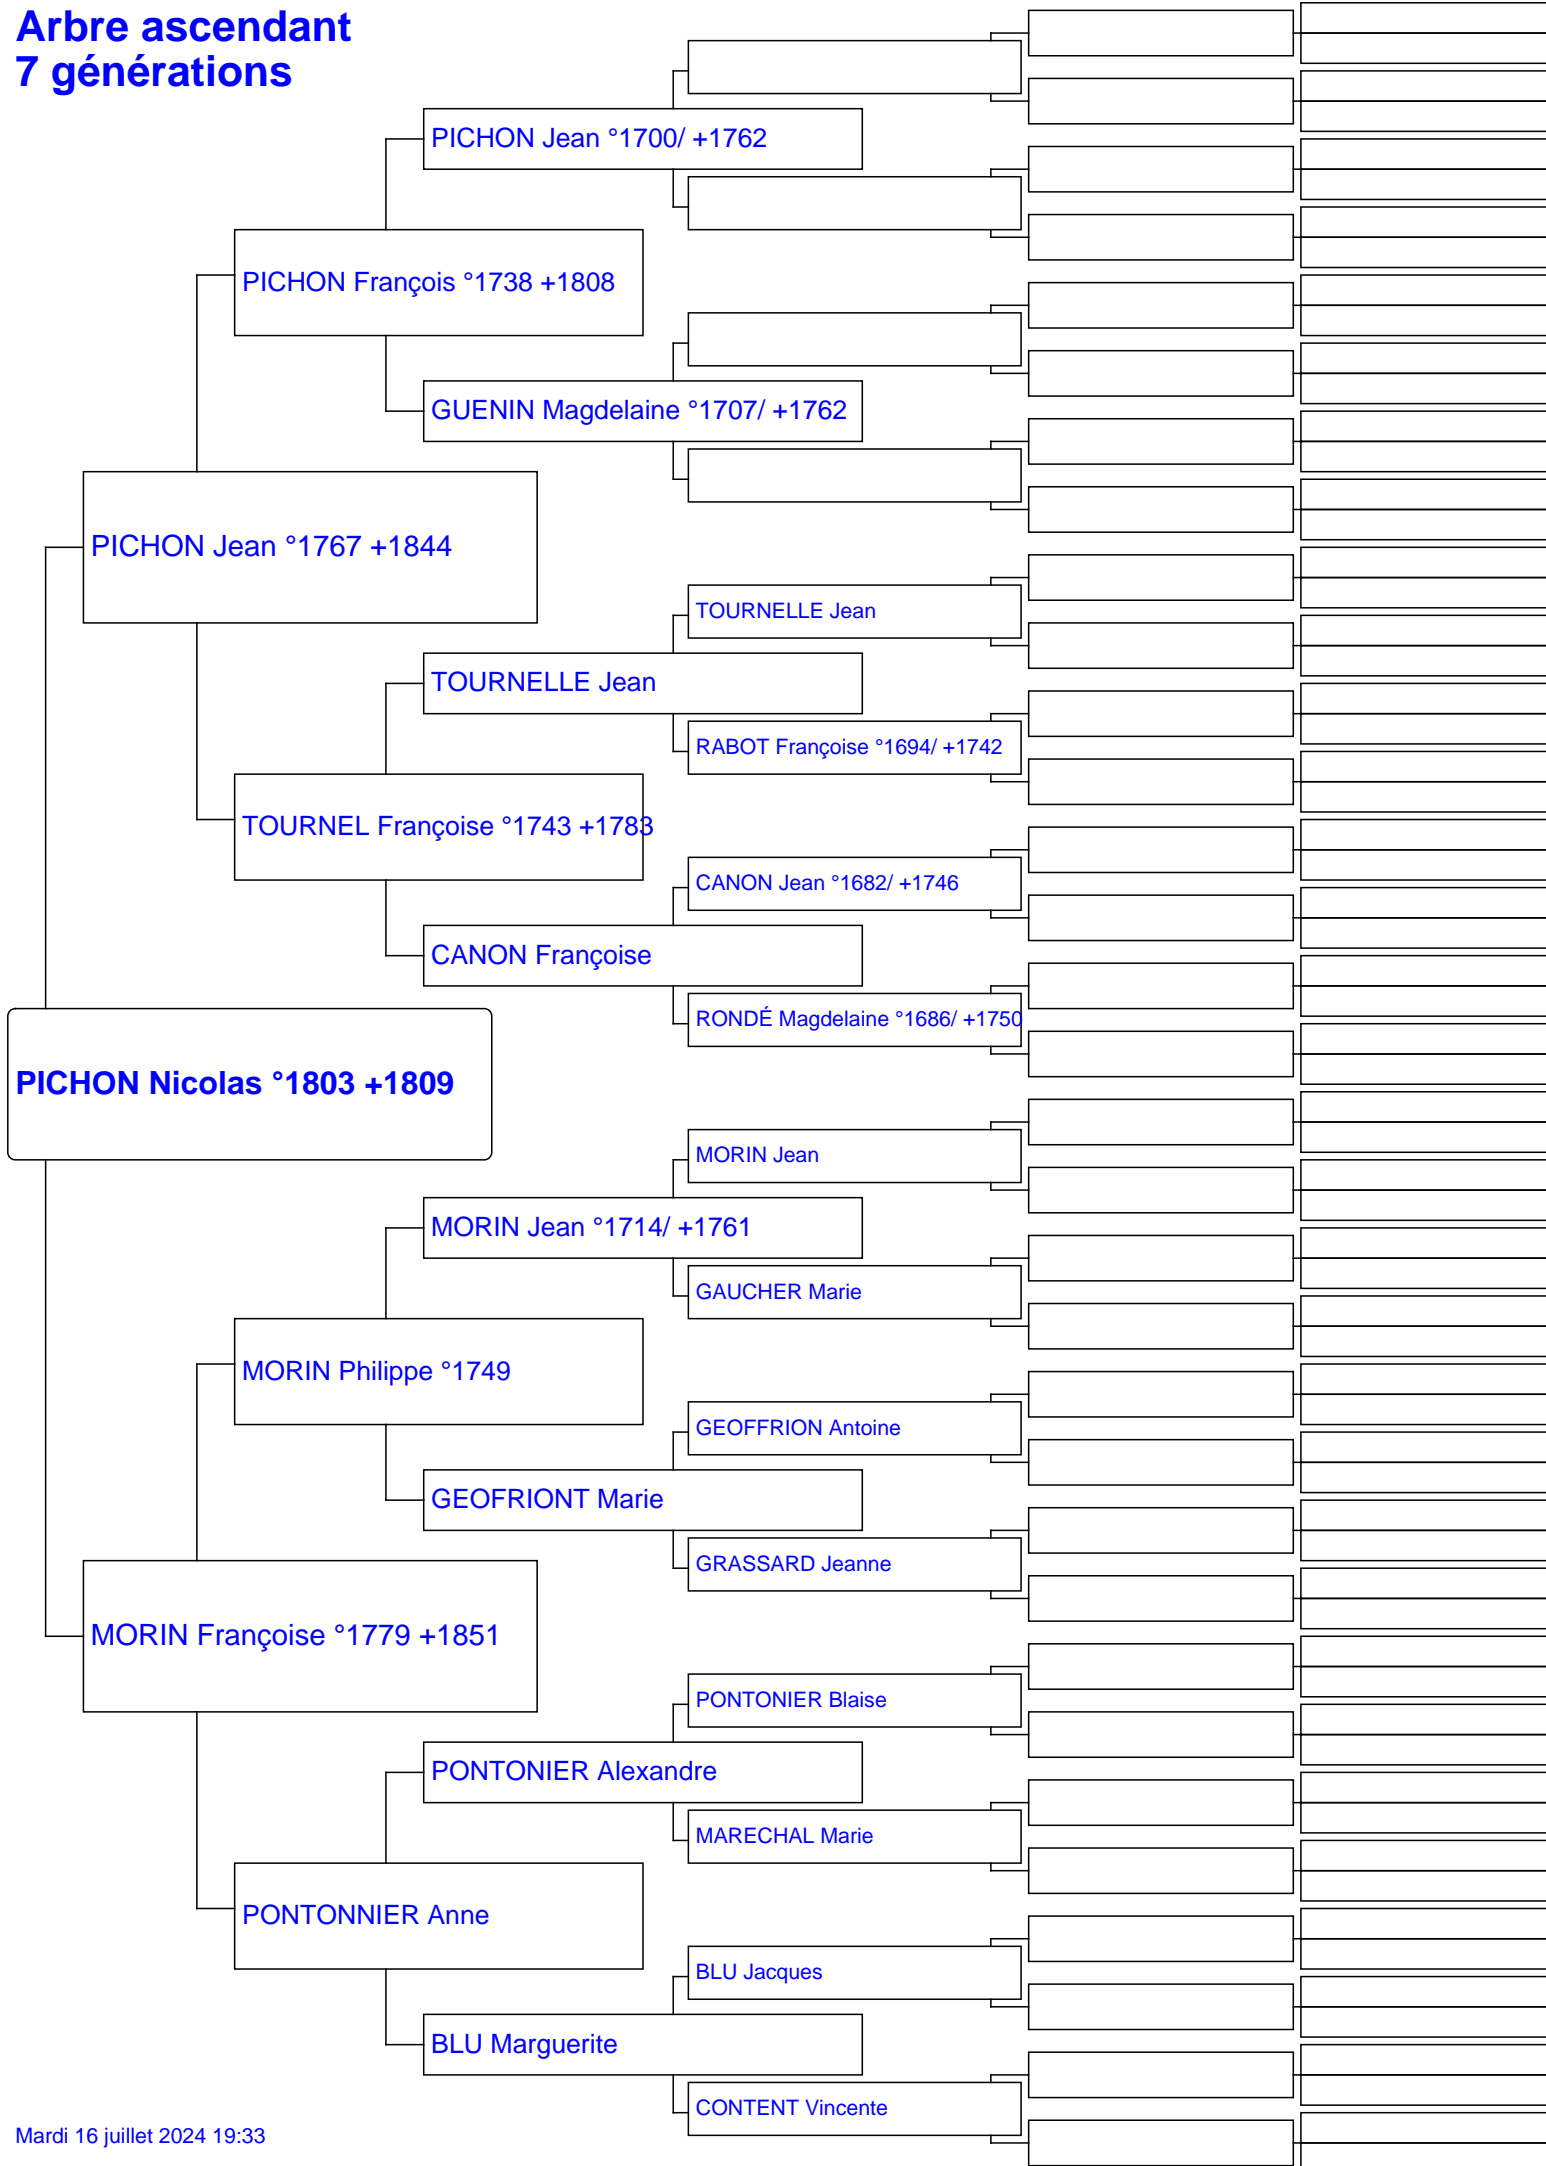 Arbre ascendant
7 générations
PICHON Jean °1700/ +1762
PICHON François °1738 +1808
GUENIN Magdelaine °1707/ +1762
PICHON Jean °1767 +1844
TOURNELLE Jean
TOURNELLE Jean
RABOT Françoise °1694/ +1742
TOURNEL Françoise °1743 +1783
CANON Jean °1682/ +1746
CANON Françoise
RONDÉ Magdelaine °1686/ +1750
PICHON Nicolas °1803 +1809
MORIN Jean
MORIN Jean °1714/ +1761
GAUCHER Marie
MORIN Philippe °1749
GEOFFRION Antoine
GEOFRIONT Marie
GRASSARD Jeanne
MORIN Françoise °1779 +1851
PONTONIER Blaise
PONTONIER Alexandre
MARECHAL Marie
PONTONNIER Anne
BLU Jacques
BLU Marguerite
CONTENT Vincente
Mardi 16 juillet 2024 19:33